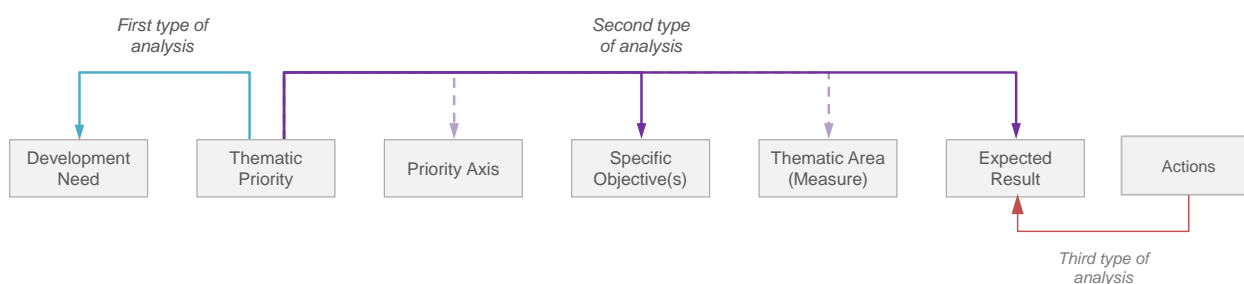 First type of
analysis
Second type
of analysis
Development
Need
Thematic
Priority
Priority Axis
Specific
Objective(s)
Thematic Area
(Measure)
Expected
Result
Actions
Third type of
analysis